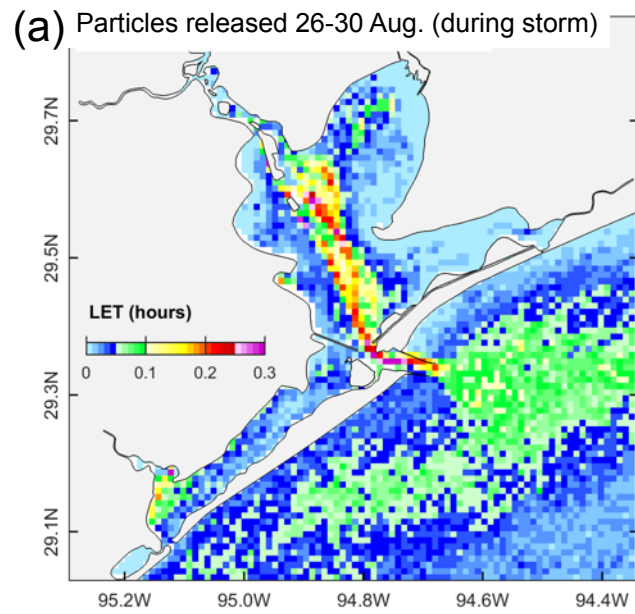 (a) Particles released 26-30 Aug. (during storm)
29.7N
29.5N
LET (hours)
0 0.1 0.2 0.3
29.3N
29.1N
95.2W 95.0W 94.8W 94.6W 94.4W